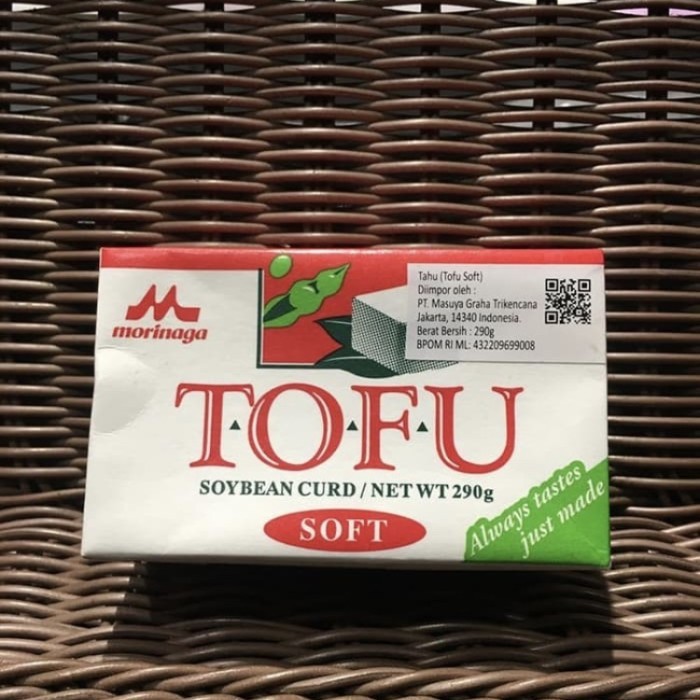 morinaga
Tahu (Tofu Soft)
Diimpor oleh :
PT. Masuya Graha Trikencana
Jakarta, 14340 Indonesia.
Berat Bersih : 290g
BPOM RI ML: 432209699008
TOFU
SOYBEAN CURD / NET WT 290g
SOFT
Always tastes
just made